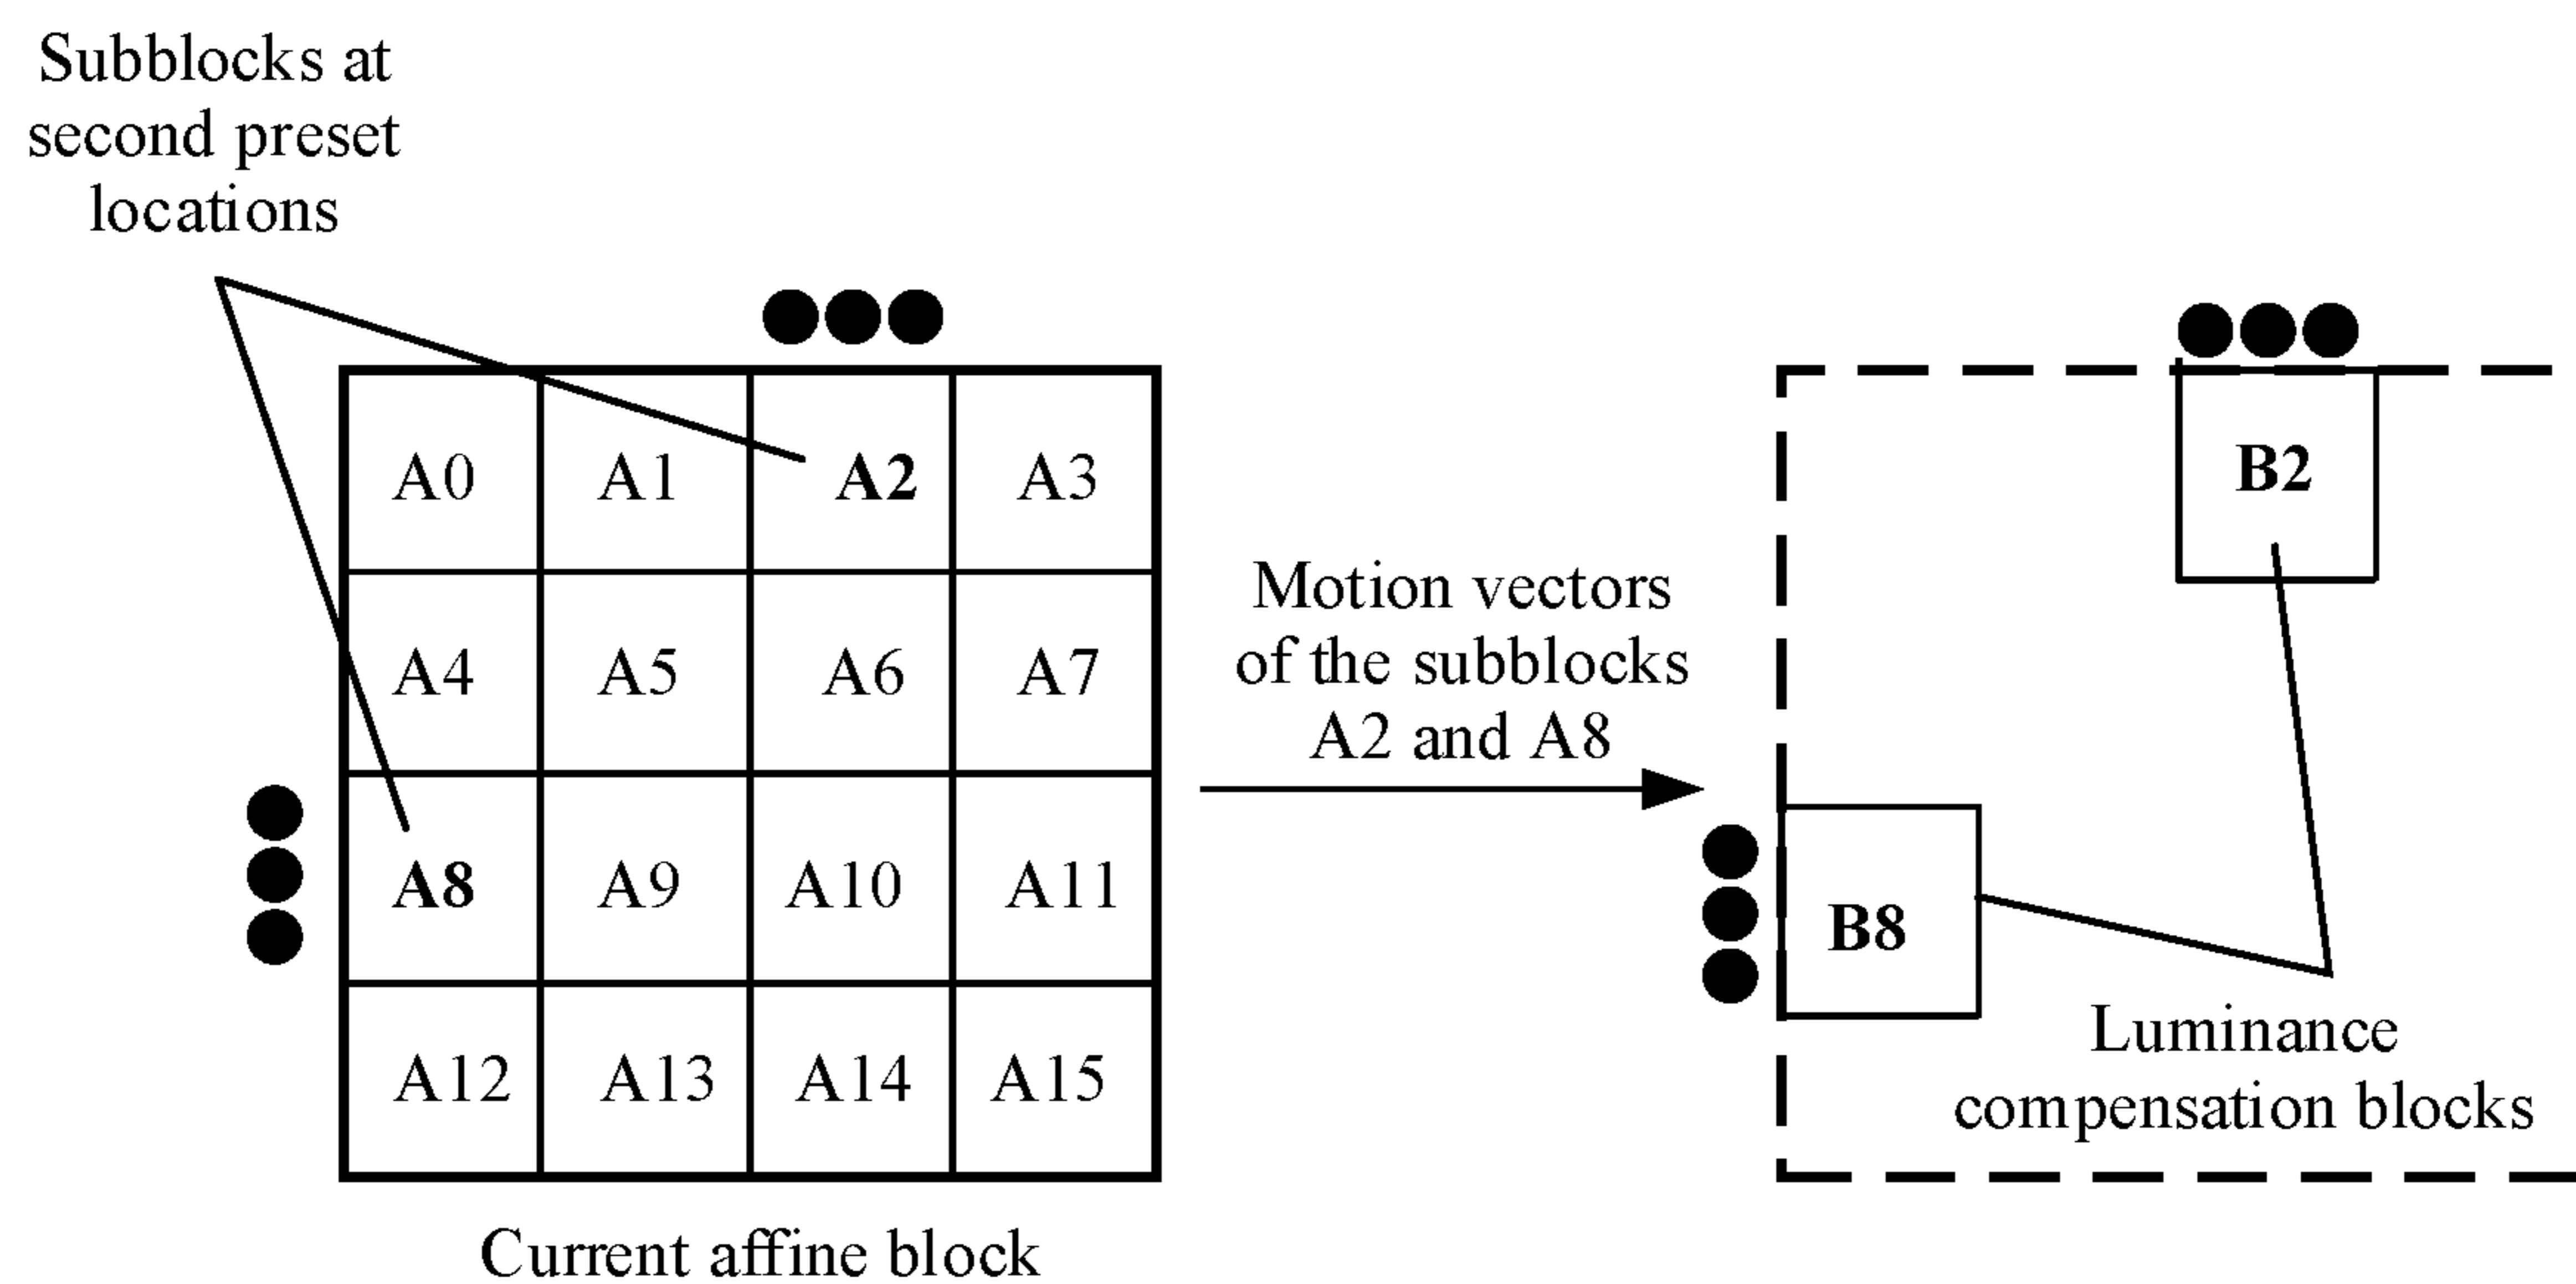 Subblocks at
second preset
locations
A0 A1 A2 A3
A4 A5 A6 A7
A8 A9 A10 A11
A12 A13 A14 A15
Current affine block
Motion vectors
of the subblocks
A2 and A8
B2
B8
Luminance
compensation blocks